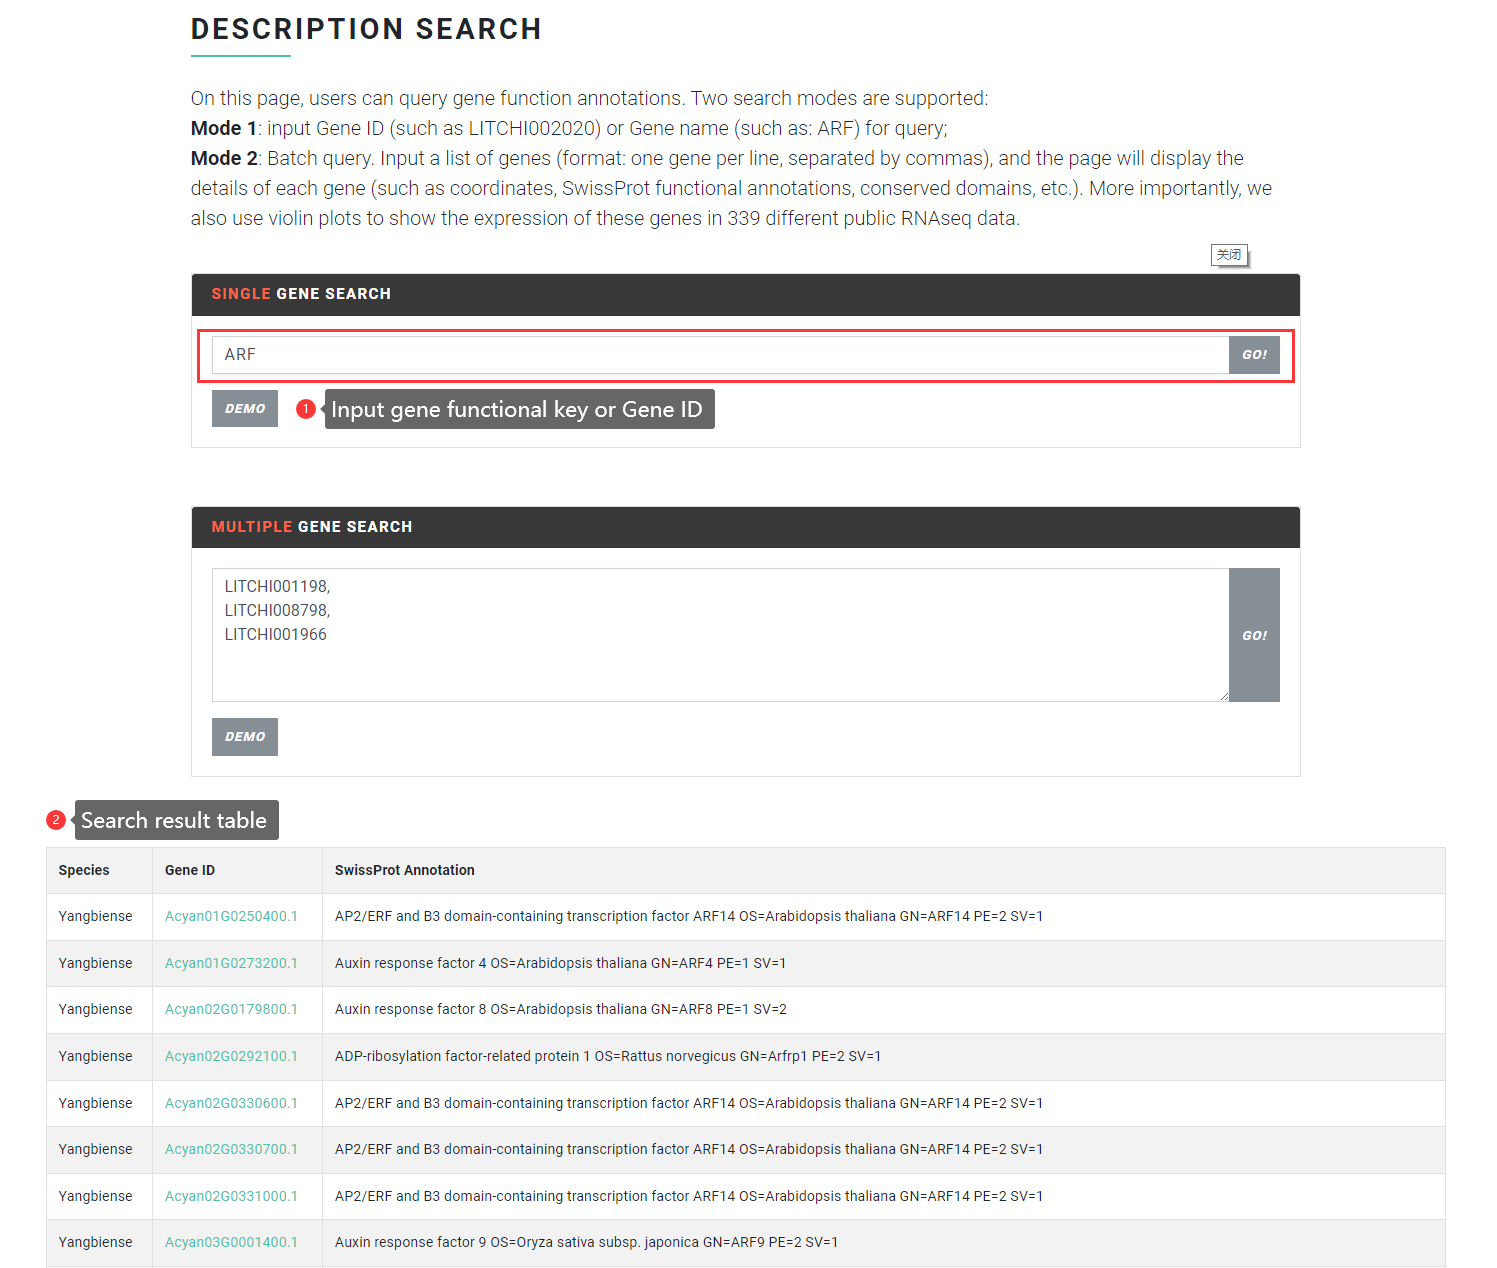 DESCRIPTION SEARCH
On this page, users can query gene function annotations. Two search modes are supported:
Mode 1: input Gene ID (such as LITCHI002020) or Gene name (such as: ARF) for query;
Mode 2: Batch query. Input a list of genes (format: one gene per line, separated by commas), and the page will display the
details of each gene (such as coordinates, SwissProt functional annotations, conserved domains, etc.). More importantly, we
also use violin plots to show the expression of these genes in 339 different public RNAseq data.
关闭
SINGLE GENE SEARCH
ARF GO!
DEMO 1 Input gene functional key or Gene ID
MULTIPLE GENE SEARCH
LITCHI001198,
LITCHI008798,
LITCHI001966
GO!
DEMO
2 Search result table
Species Gene ID SwissProt Annotation
Yangbiense Acyan01G0250400.1 AP2/ERF and B3 domain-containing transcription factor ARF14 OS=Arabidopsis thaliana GN=ARF14 PE=2 SV=1
Yangbiense Acyan01G0273200.1 Auxin response factor 4 OS=Arabidopsis thaliana GN=ARF4 PE=1 SV=1
Yangbiense Acyan02G0179800.1 Auxin response factor 8 OS=Arabidopsis thaliana GN=ARF8 PE=1 SV=2
Yangbiense Acyan02G0292100.1 ADP-ribosylation factor-related protein 1 OS=Rattus norvegicus GN=Arfrp1 PE=2 SV=1
Yangbiense Acyan02G0330600.1 AP2/ERF and B3 domain-containing transcription factor ARF14 OS=Arabidopsis thaliana GN=ARF14 PE=2 SV=1
Yangbiense Acyan02G0330700.1 AP2/ERF and B3 domain-containing transcription factor ARF14 OS=Arabidopsis thaliana GN=ARF14 PE=2 SV=1
Yangbiense Acyan02G0331000.1 AP2/ERF and B3 domain-containing transcription factor ARF14 OS=Arabidopsis thaliana GN=ARF14 PE=2 SV=1
Yangbiense Acyan03G0001400.1 Auxin response factor 9 OS=Oryza sativa subsp. japonica GN=ARF9 PE=2 SV=1